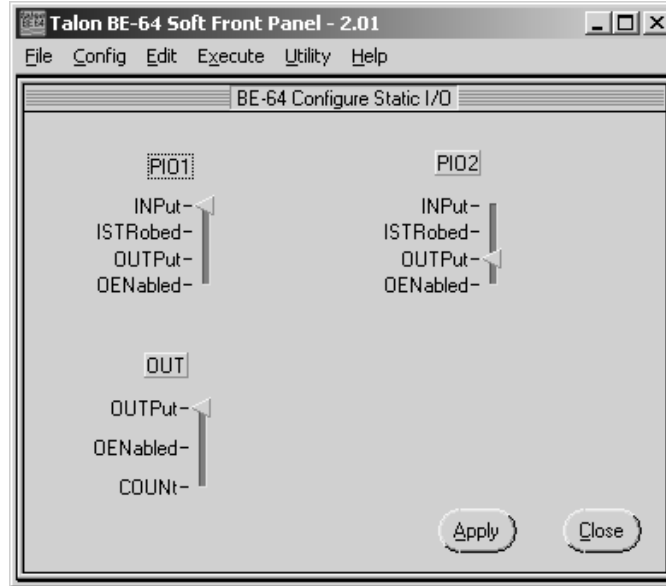 Talon BE-64 Soft Front Panel - 2.01
File Config Edit Execute Utility Help
BE-64 Configure Static I/O
PIO1
INPut
ISTRobed
OUTPut
OENabled
PIO2
INPut
ISTRobed
OUTPut
OENabled
OUT
OUTPut
OENabled
COUNt
Apply Close